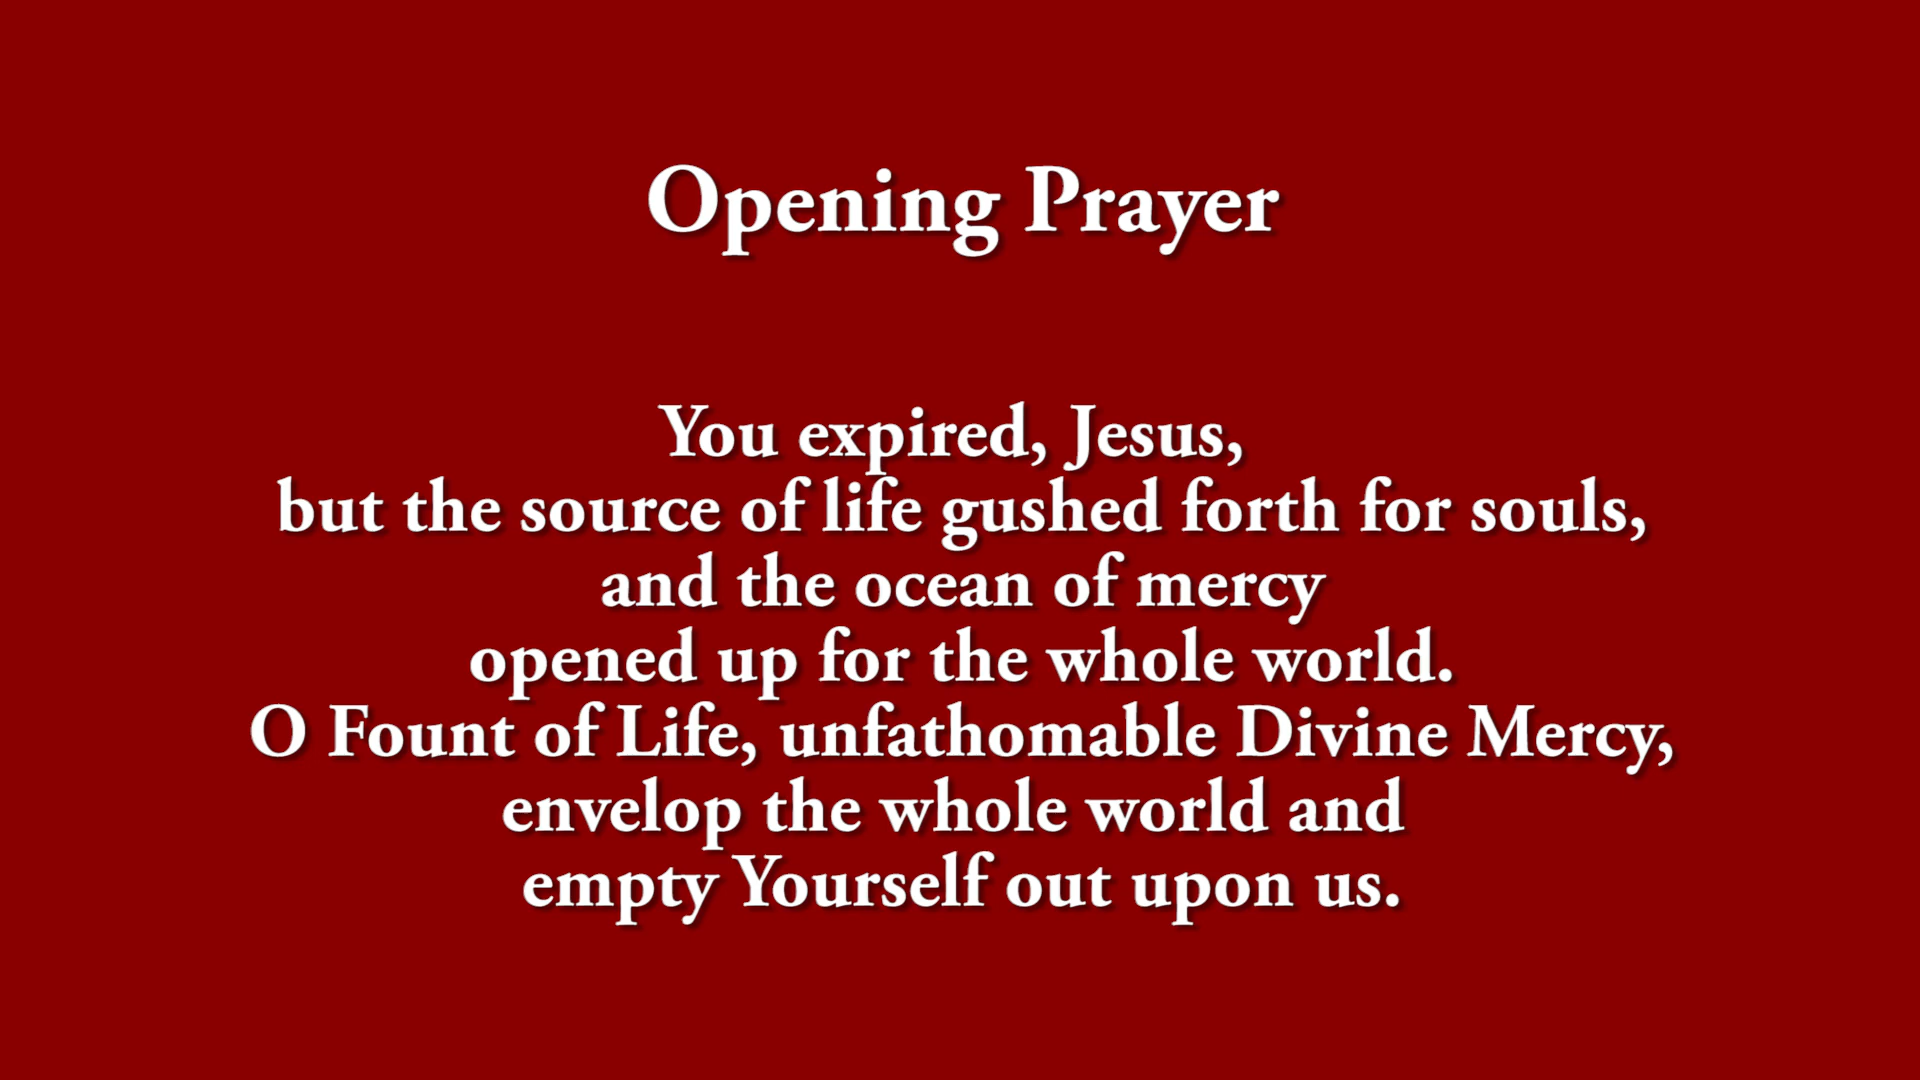 Opening Prayer
You expired, Jesus,
but the source of life gushed forth for souls,
and the ocean of mercy
opened up for the whole world.
O Fount of Life, unfathomable Divine Mercy,
envelop the whole world and
empty Yourself out upon us.